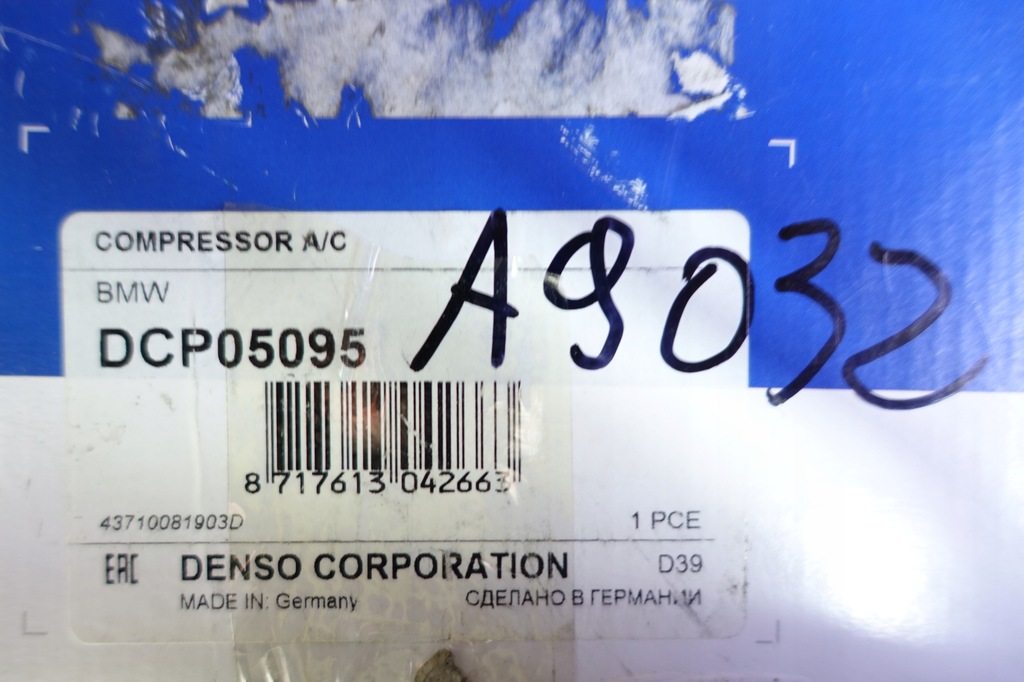 COMPRESSOR A/C
A9032
BMW
DCP05095
8 717613 042663
43710081903D 1 PCE
EAC DENSO CORPORATION D39
MADE IN: Germany СДЕЛАНО В ГЕРМАНИИ